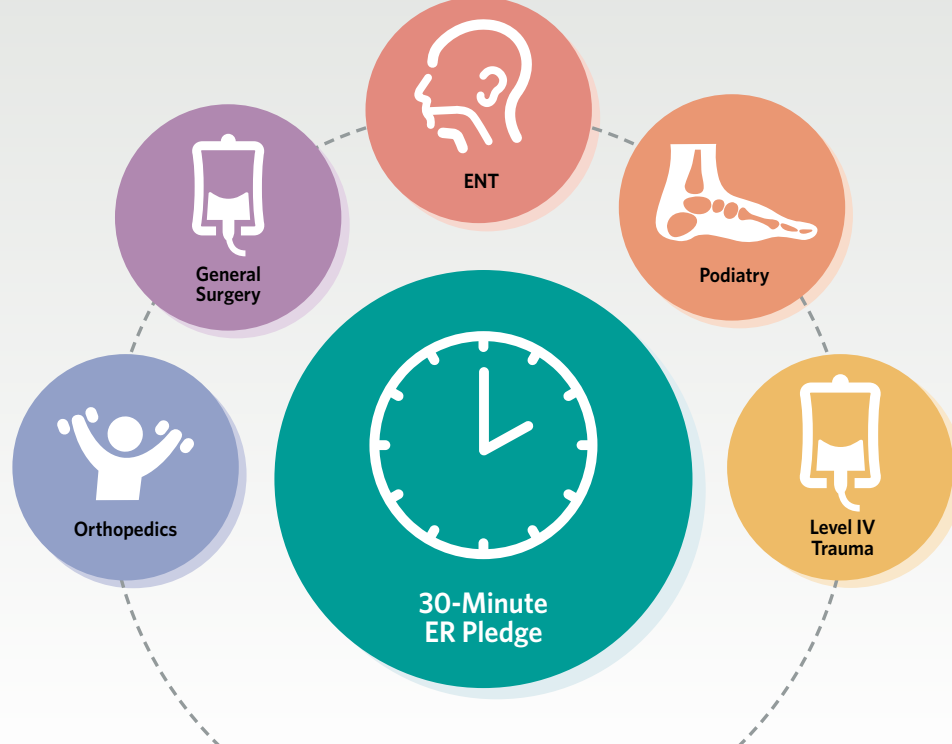 ENT
General
Surgery
Podiatry
Orthopedics
Level IV
Trauma
30-Minute
ER Pledge